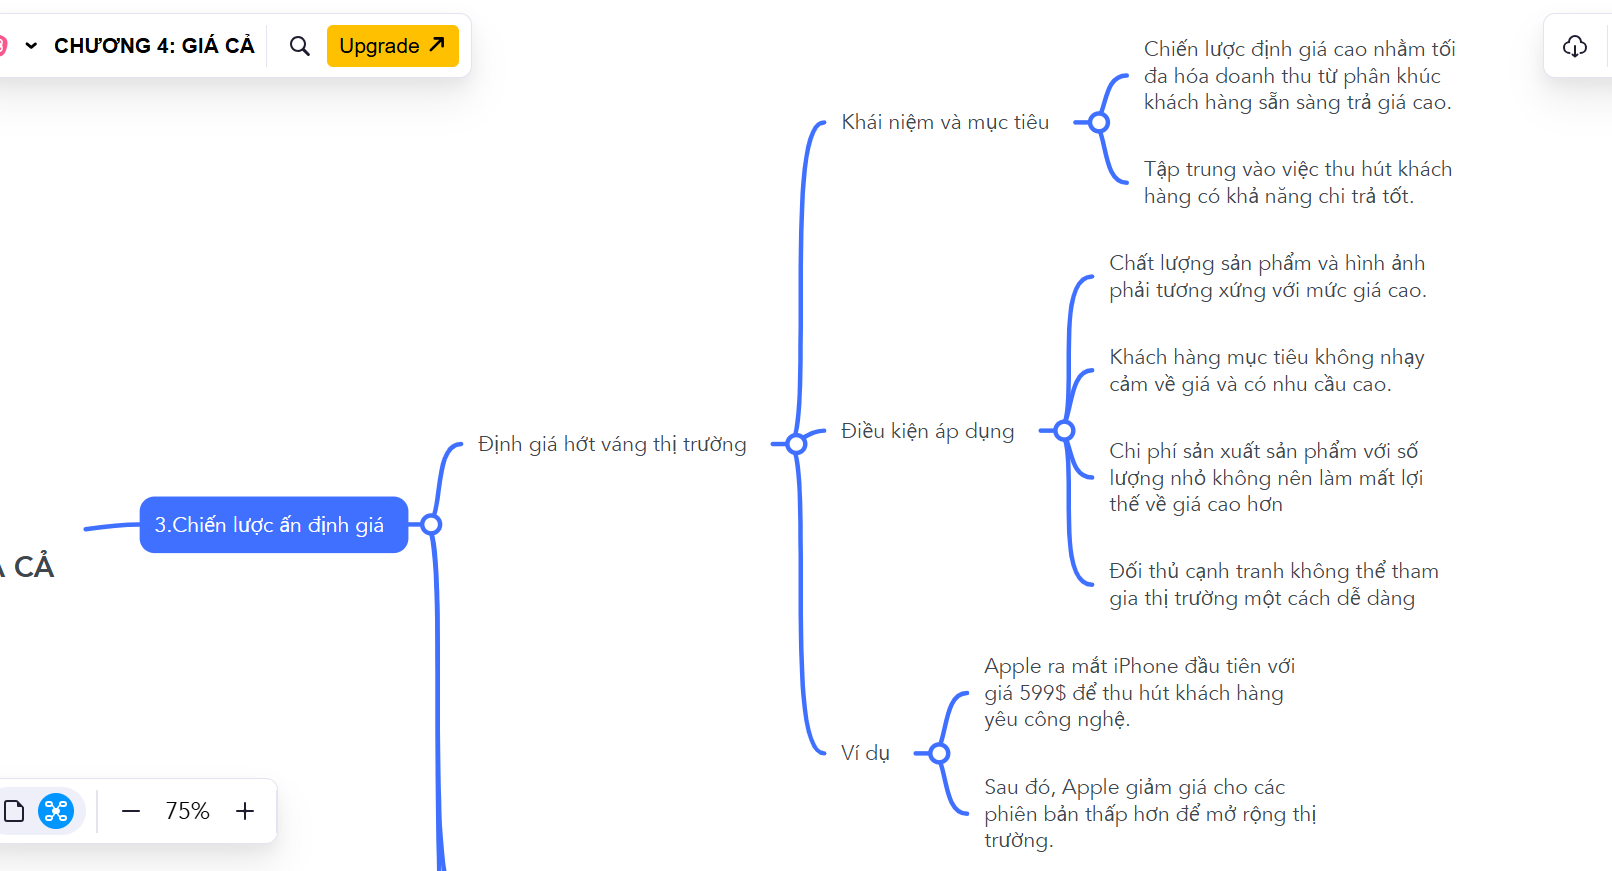 CHƯƠNG 4: GIÁ CẢ
Upgrade
Chiến lược định giá cao nhằm tối
đa hóa doanh thu từ phân khúc
khách hàng sẵn sàng trả giá cao.
Khái niệm và mục tiêu
Tập trung vào việc thu hút khách
hàng có khả năng chi trả tốt.
Chất lượng sản phẩm và hình ảnh
phải tương xứng với mức giá cao.
Khách hàng mục tiêu không nhạy
cảm về giá và có nhu cầu cao.
Điều kiện áp dụng
Định giá hớt váng thị trường
Chi phí sản xuất sản phẩm với số
lượng nhỏ không nên làm mất lợi
thế về giá cao hơn
3.Chiến lược ấn định giá
CẢ
Đối thủ cạnh tranh không thể tham
gia thị trường một cách dễ dàng
Apple ra mắt iPhone đầu tiên với
giá 599$ để thu hút khách hàng
yêu công nghệ.
Ví dụ
Sau đó, Apple giảm giá cho các
phiên bản thấp hơn để mở rộng thị
trường.
75%